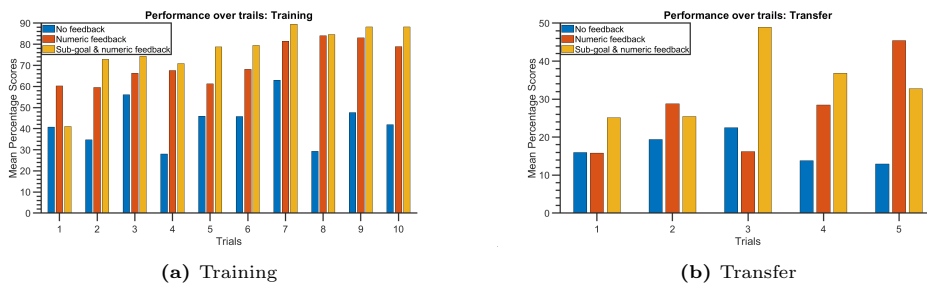 Performance over trails: Training
No feedback
Numeric feedback
Sub-goal & numeric feedback
Mean Percentage Scores
90
80
70
60
50
40
30
20
10
0
1 2 3 4 5 6 7 8 9 10
Trials
(a) Training
Performance over trails: Transfer
No feedback
Numeric feedback
Sub-goal & numeric feedback
Mean Percentage Scores
50
40
30
20
10
0
1 2 3 4 5
Trials
(b) Transfer